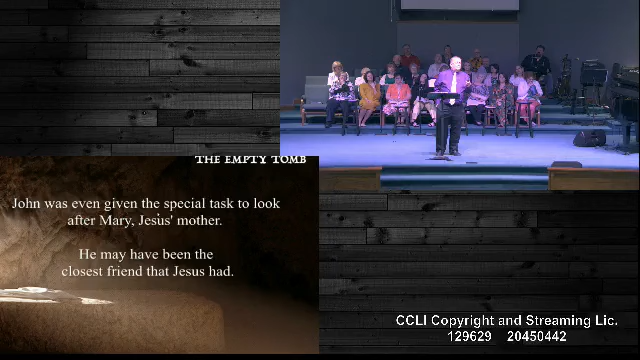 THE EMPTY TOMB
John was even given the special task to look
after Mary, Jesus' mother.
He may have been the
closest friend that Jesus had.
CCLI Copyright and Streaming Lic.
129629 20450442